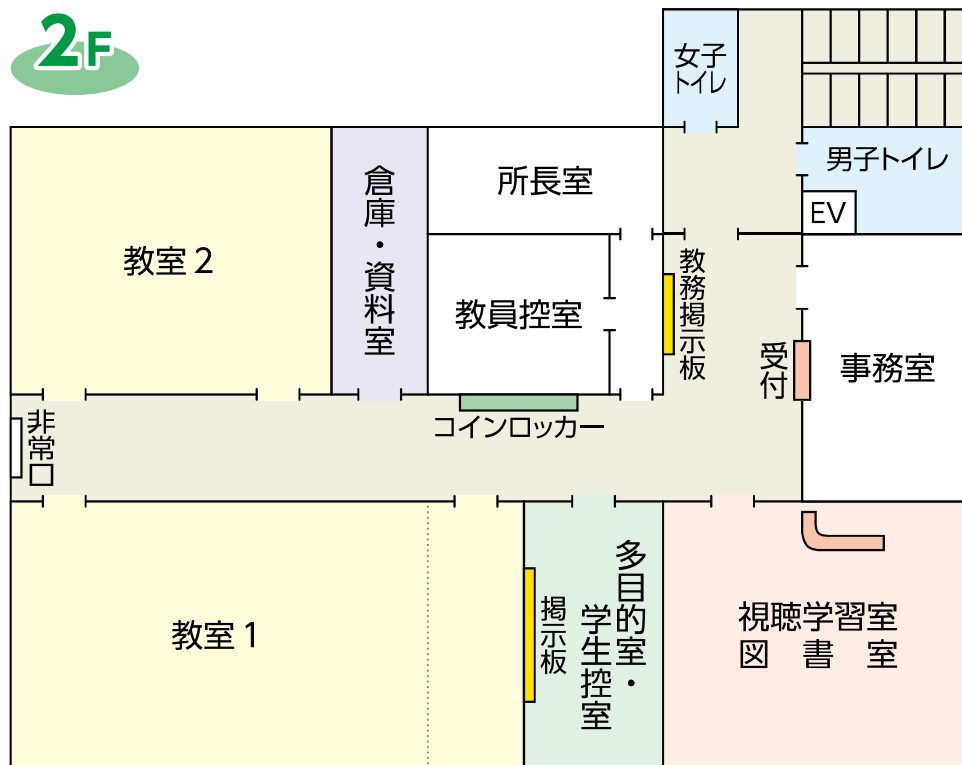 2F
女子
トイレ
男子トイレ
EV
所長室
倉庫・資料室
教室2
教員控室
教務掲示板
受付
事務室
コインロッカー
非常口
教室1
掲示板
多目的室・
学生控室
視聴学習室
図書室